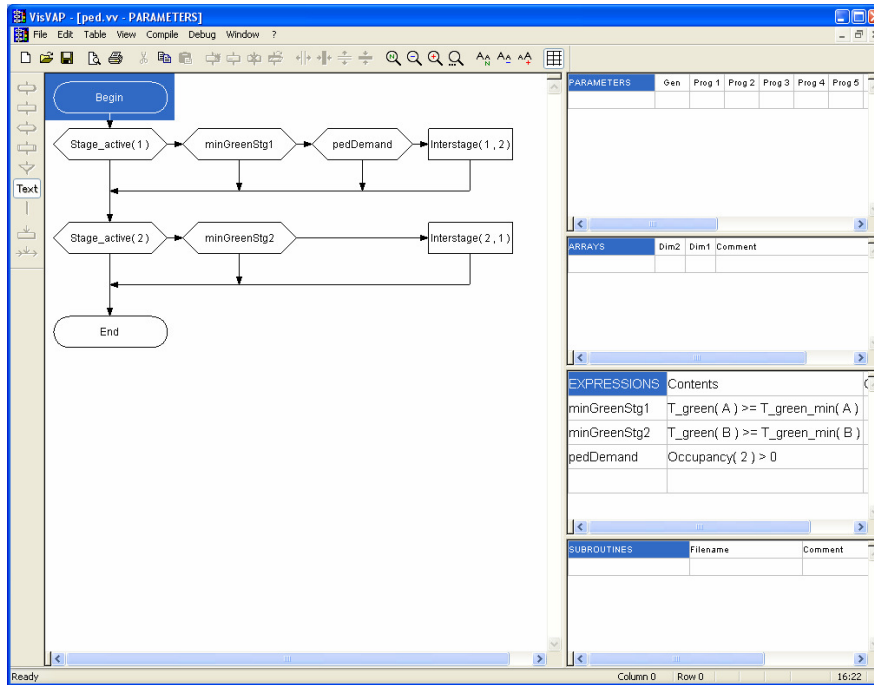 VisVAP - [ped.vv - PARAMETERS]
File Edit Table View Compile Debug Window ?
Text
Begin
Stage_active( 1 ) minGreenStg1 pedDemand Interstage( 1 , 2 )
Stage_active( 2 ) minGreenStg2 Interstage( 2 , 1 )
End
PARAMETERS Gen Prog 1 Prog 2 Prog 3 Prog 4 Prog 5
ARRAYS Dim2 Dim1 Comment
EXPRESSIONS Contents
minGreenStg1 T_green( A ) >= T_green_min( A )
minGreenStg2 T_green( B ) >= T_green_min( B )
pedDemand Occupancy( 2 ) > 0
SUBROUTINES Filename Comment
Ready Column 0 Row 0 16:22